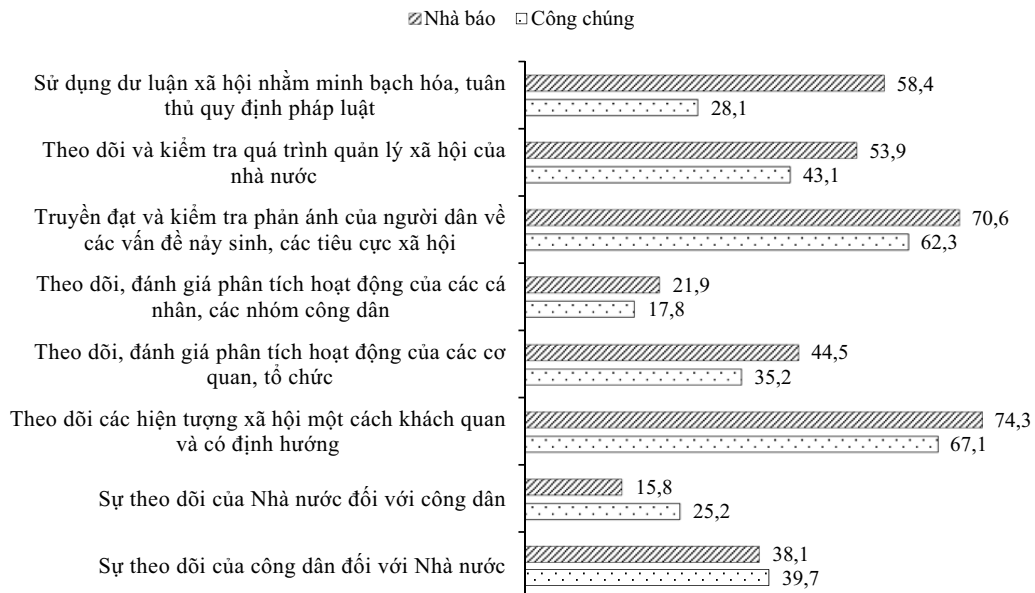 Nhà báo Công chúng
Sử dụng dư luận xã hội nhằm minh bạch hóa, tuân
thủ quy định pháp luật
58,4
28,1
Theo dõi và kiểm tra quá trình quản lý xã hội của
nhà nước
53,9
43,1
Truyền đạt và kiểm tra phản ánh của người dân về
các vấn đề nảy sinh, các tiêu cực xã hội
70,6
62,3
Theo dõi, đánh giá phân tích hoạt động của các cá
nhân, các nhóm công dân
21,9
17,8
Theo dõi, đánh giá phân tích hoạt động của các cơ
quan, tổ chức
44,5
35,2
Theo dõi các hiện tượng xã hội một cách khách quan
và có định hướng
74,3
67,1
Sự theo dõi của Nhà nước đối với công dân
15,8
25,2
Sự theo dõi của công dân đối với Nhà nước
38,1
39,7